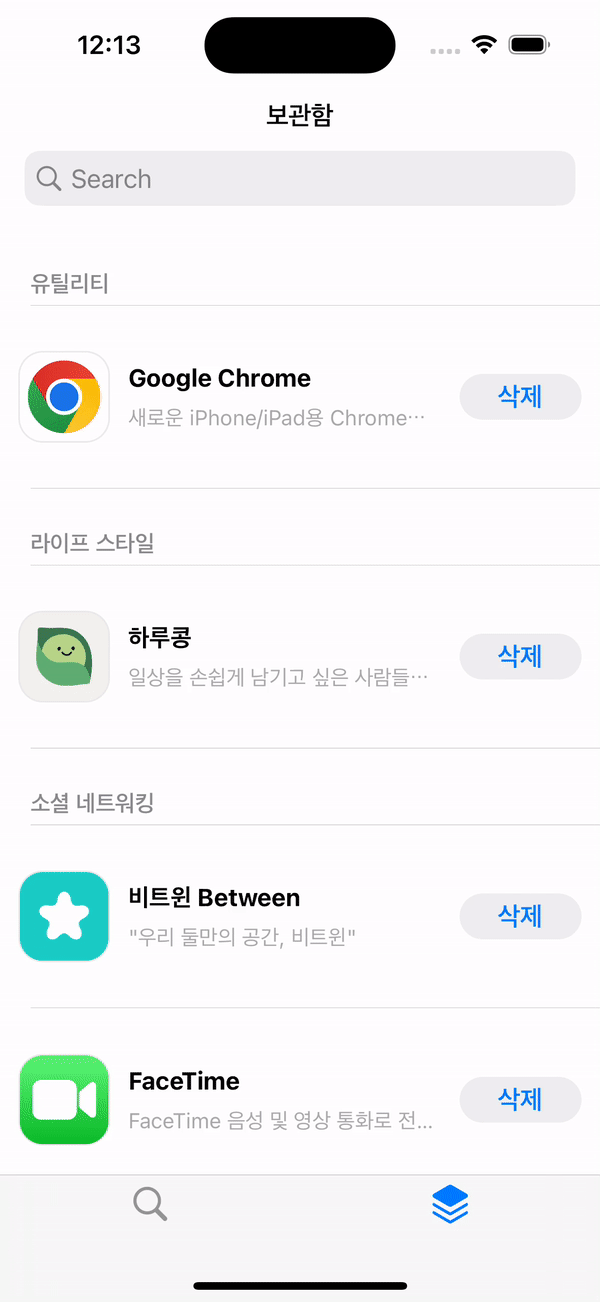 12:13
보관함
Search
유틸리티
Google Chrome
새로운 iPhone/iPad용 Chrome…
삭제
라이프 스타일
하루콩
일상을 손쉽게 남기고 싶은 사람들…
삭제
소셜 네트워킹
비트윈 Between
"우리 둘만의 공간, 비트윈"
삭제
FaceTime
FaceTime 음성 및 영상 통화로 전...
삭제